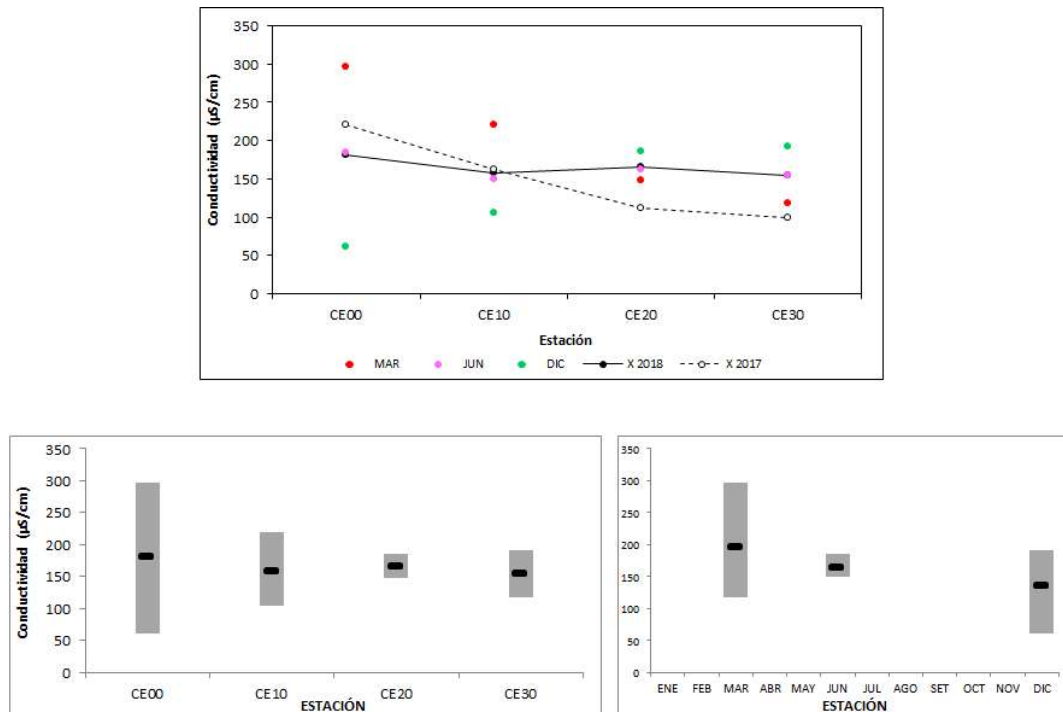 Conductividad (µS/cm)
350
300
250
200
150
100
50
0
CE00 CE10 CE20 CE30
Estación
MAR JUN DIC X 2018 X 2017
Conductividad (µS/cm)
350
300
250
200
150
100
50
0
CE00 CE10 CE20 CE30
ESTACIÓN
350
300
250
200
150
100
50
0
ENE FEB MAR ABR MAY JUN JUL AGO SET OCT NOV DIC
ESTACIÓN